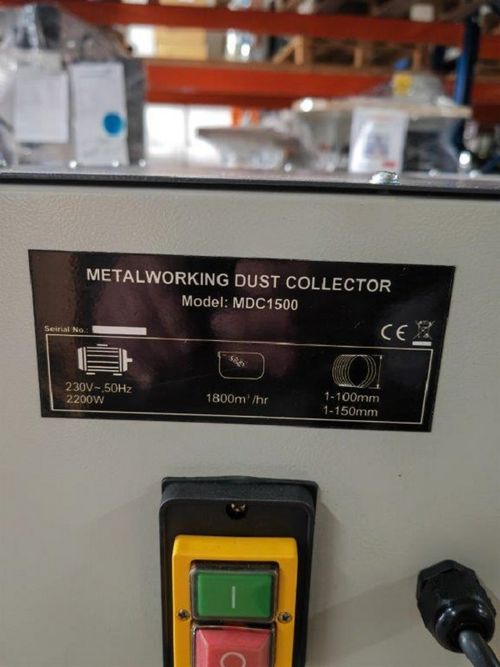 METALWORKING DUST COLLECTOR
Model: MDC1500
Seirial No.:
CE
230V~,50Hz
2200W
1800m³/hr
1-100mm
1-150mm
I
O